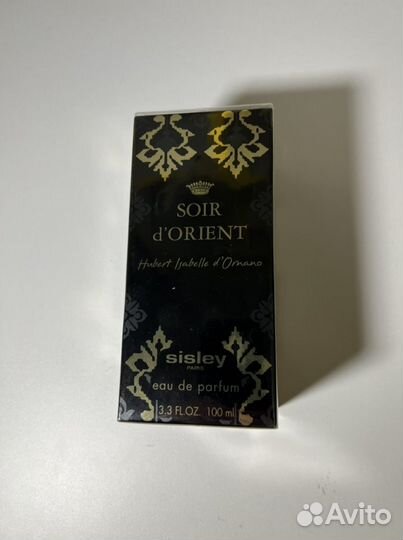 SOIR
d'ORIENT
Hubert Isabelle d'Ornano
sisley
PARIS
eau de parfum
3.3 FL.OZ. 100 ml
Avito